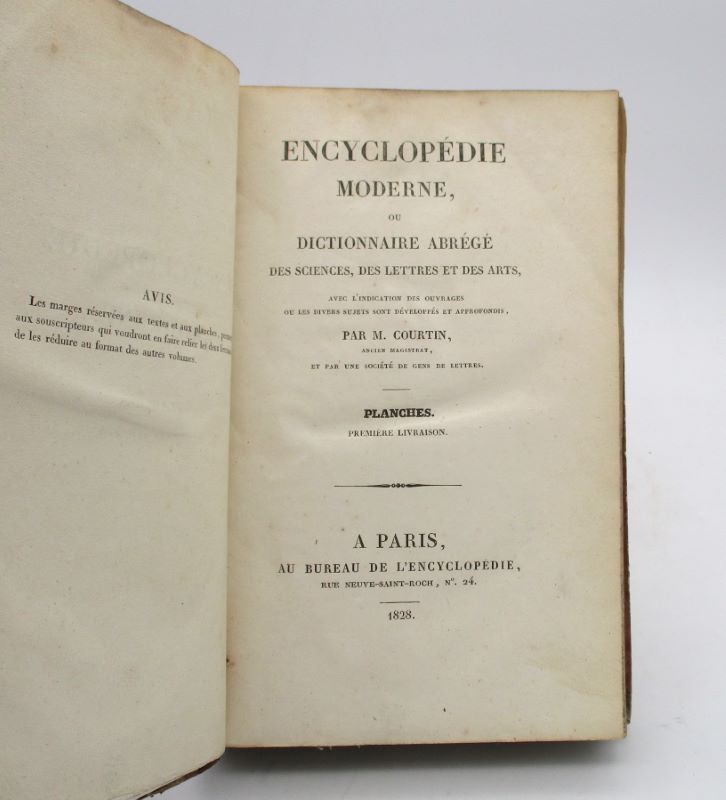 AVIS.
Les marges réservées aux textes et aux planches,
aux souscripteurs qui voudront en faire relier les deux
de les réduire au format des autres volumes.
ENCYCLOPÉDIE
MODERNE,
OU
DICTIONNAIRE ABRÉGÉ
DES SCIENCES, DES LETTRES ET DES ARTS,
AVEC L'INDICATION DES OUVRAGES
OU LES DIVERS SUJETS SONT DÉVELOPPÉS ET APPROFONDIS,
PAR M. COURTIN,
ANCIEN MAGISTRAT,
ET PAR UNE SOCIÉTÉ DE GENS DE LETTRES.
PLANCHES.
PREMIÈRE LIVRAISON.
A PARIS,
AU BUREAU DE L'ENCYCLOPÉDIE,
RUE NEUVE-SAINT-ROCH, N°. 24.
1828.